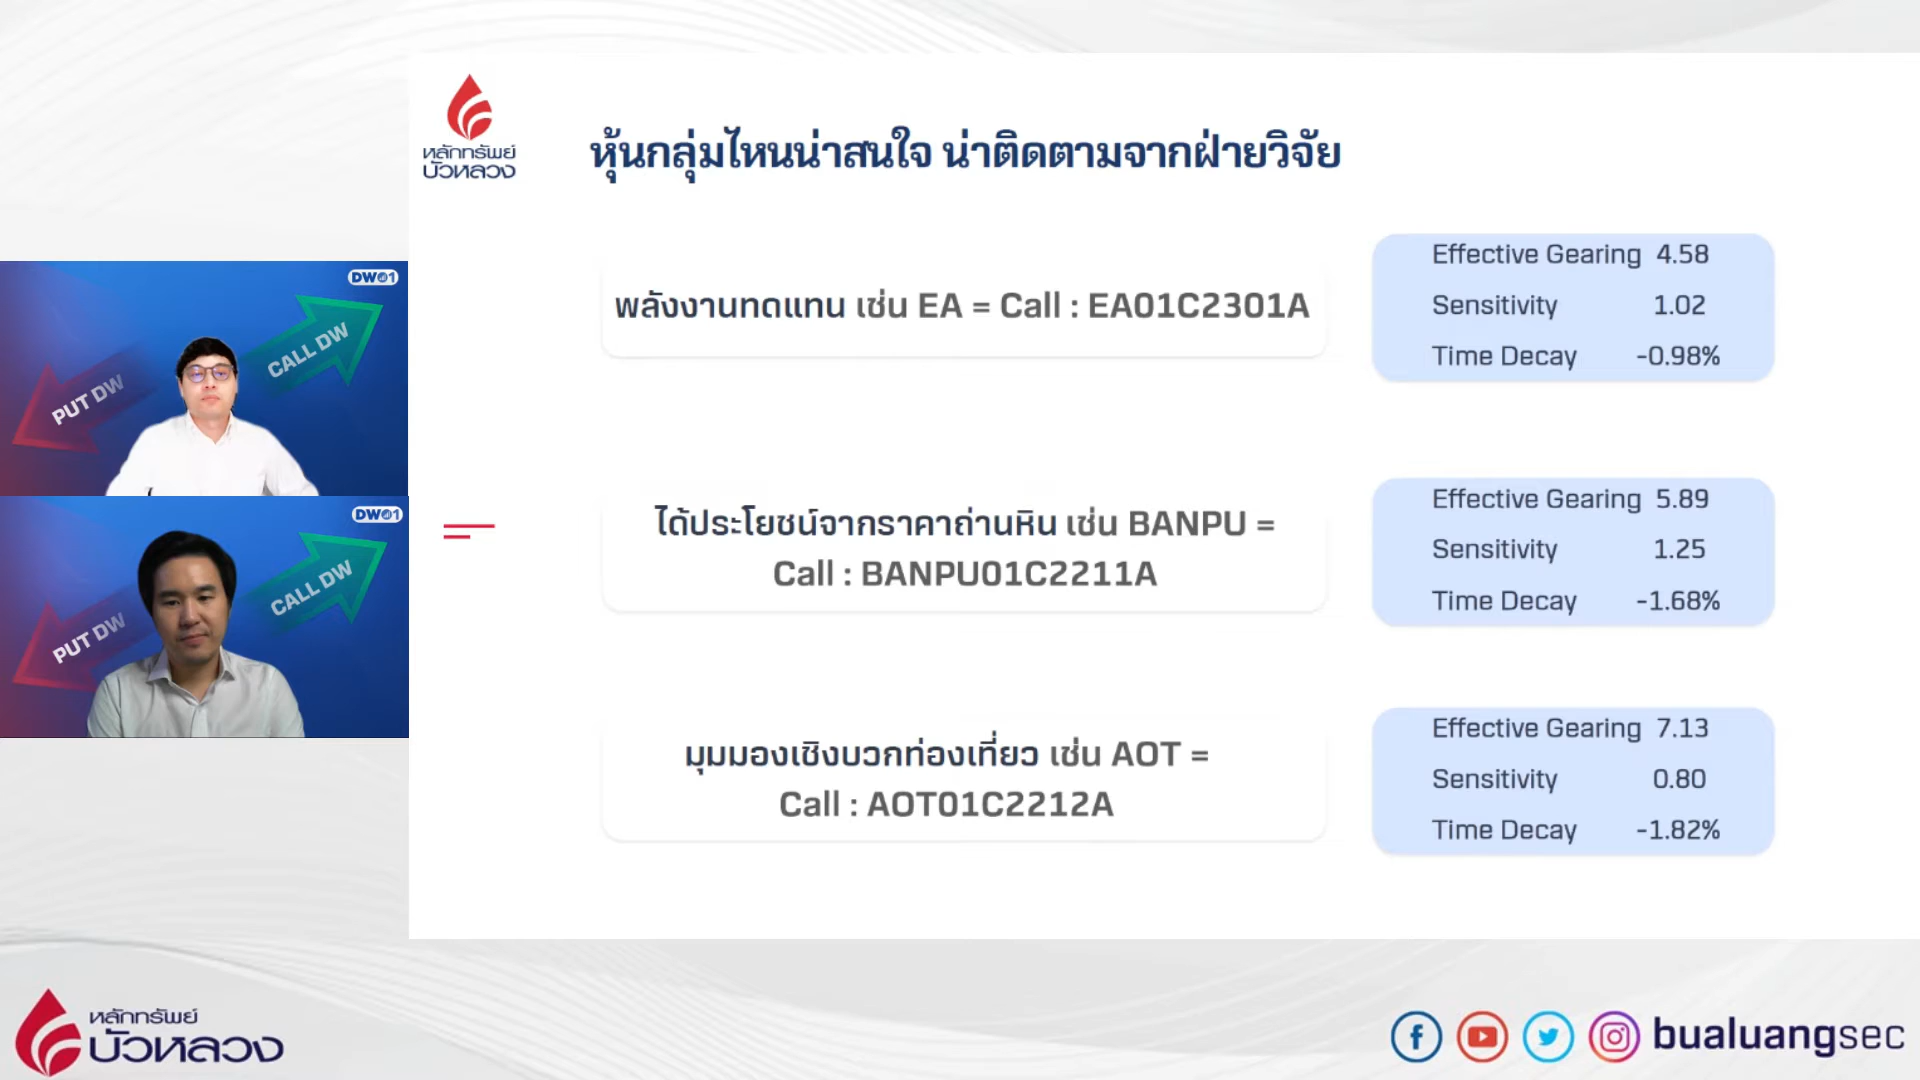 หลักทรัพย์
บัวหลวง
หุ้นกลุ่มไหนน่าสนใจ น่าติดตามจากฝ่ายวิจัย
พลังงานทดแทน เช่น EA = Call : EA01C2301A
Effective Gearing 4.58
Sensitivity 1.02
Time Decay -0.98%
DW01
PUT DW
CALL DW
DW01
PUT DW
CALL DW
ได้ประโยชน์จากราคาถ่านหิน เช่น BANPU =
Call : BANPU01C2211A
Effective Gearing 5.89
Sensitivity 1.25
Time Decay -1.68%
มุมมองเชิงบวกท่องเที่ยว เช่น AOT =
Call : AOT01C2212A
Effective Gearing 7.13
Sensitivity 0.80
Time Decay -1.82%
หลักทรัพย์
บัวหลวง
bualuangsec